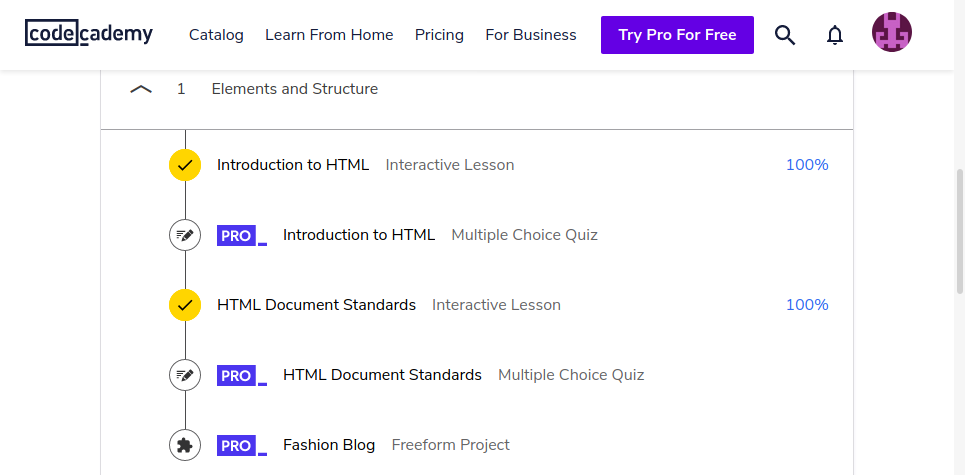 codecademy Catalog Learn From Home Pricing For Business Try Pro For Free
1 Elements and Structure
Introduction to HTML Interactive Lesson 100%
PRO Introduction to HTML Multiple Choice Quiz
HTML Document Standards Interactive Lesson 100%
PRO HTML Document Standards Multiple Choice Quiz
PRO Fashion Blog Freeform Project